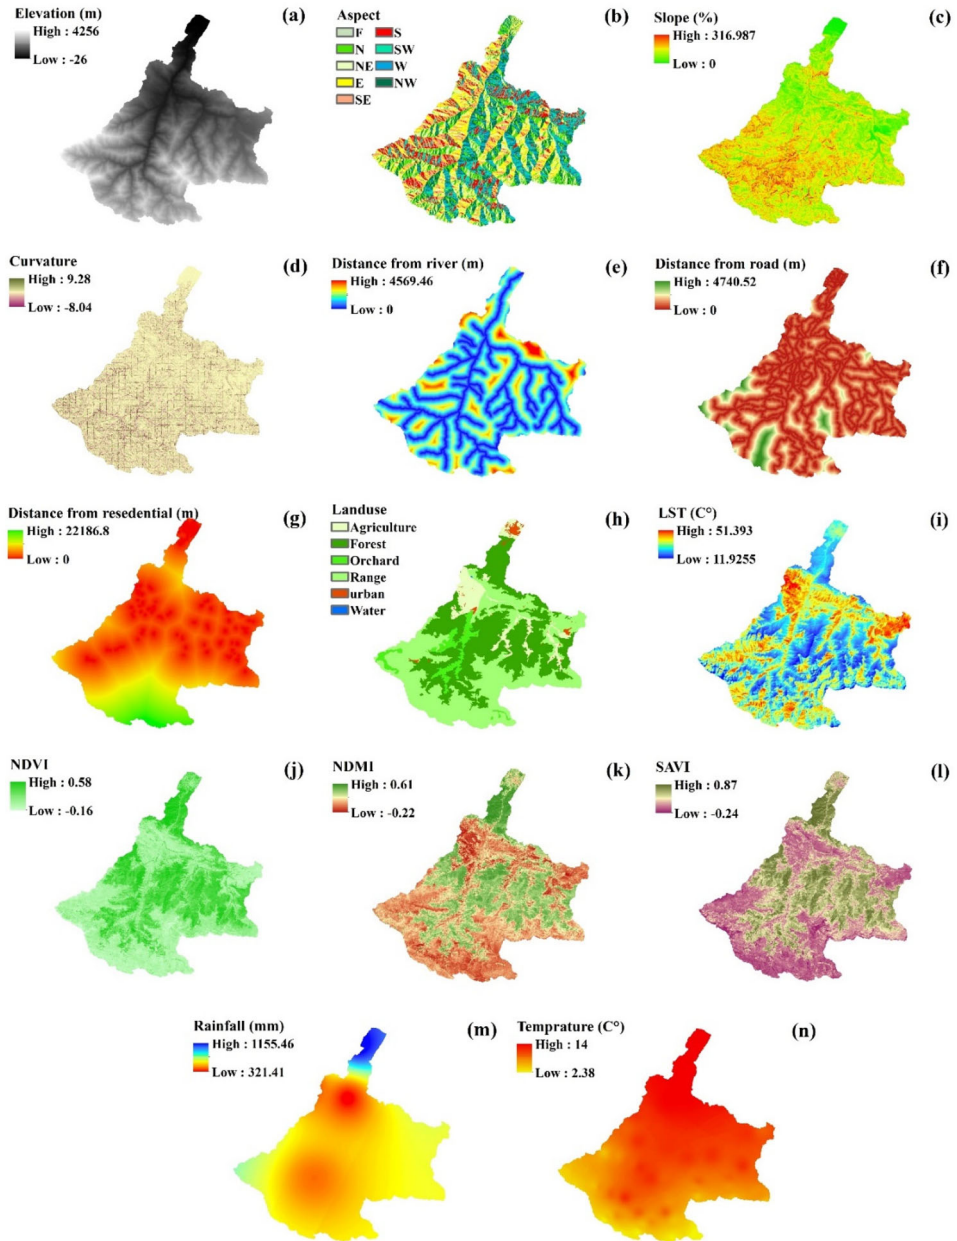 Elevation (m)
High : 4256
Low : -26
(a)
Aspect
F
S
N
SW
NE
W
E
NW
SE
(b)
Slope (%)
High : 316.987
Low : 0
(c)
Curvature
High : 9.28
Low : -8.04
(d)
Distance from river (m)
High : 4569.46
Low : 0
(e)
Distance from road (m)
High : 4740.52
Low : 0
(f)
Distance from resedential (m)
High : 22186.8
Low : 0
(g)
Landuse
Agriculture
Forest
Orchard
Range
urban
Water
(h)
LST (C°)
High : 51.393
Low : 11.9255
(i)
NDVI
High : 0.58
Low : -0.16
(j)
NDMI
High : 0.61
Low : -0.22
(k)
SAVI
High : 0.87
Low : -0.24
(l)
Rainfall (mm)
High : 1155.46
Low : 321.41
(m)
Temprature (C°)
High : 14
Low : 2.38
(n)